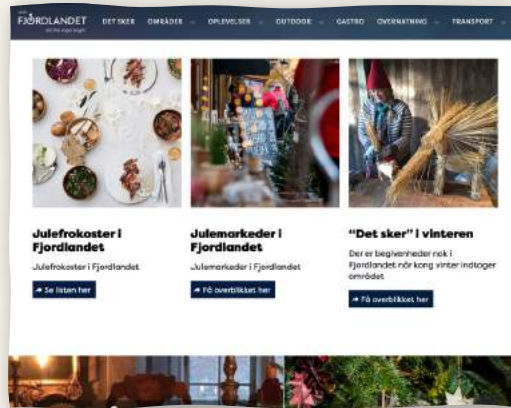 FJORDLANDET
DET SKER
OMRÅDER
OPLEVELSER
OUTDOOR
GASTRO
OVERNATNING
TRANSPORT
Julefrokoster i
Fjordlandet
Julefrokoster i Fjordlandet
Se listen her
Julemarkeder i
Fjordlandet
Julemarkeder i Fjordlandet
Få overblikket her
“Det sker” i vinteren
Der er begivenheder nok i
Fjordlandet når kong vinter indtager
området
Få overblikket her